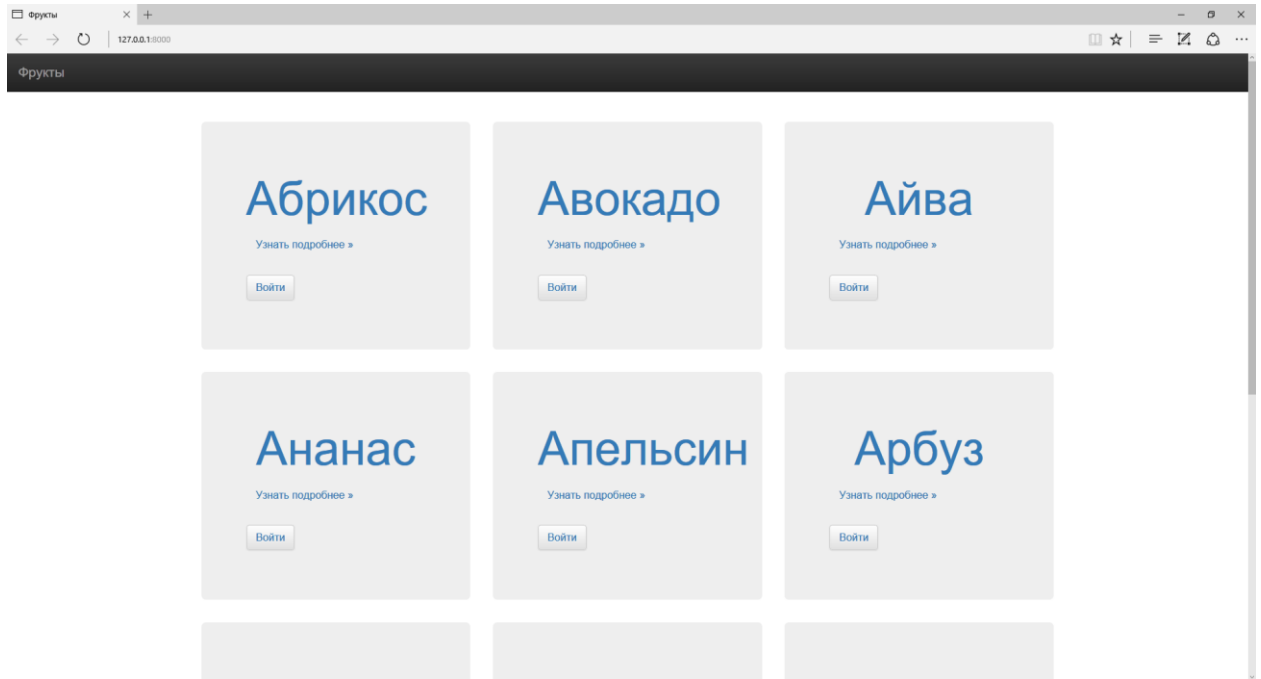 Фрукты
127.0.0.1:8000
Фрукты
Абрикос Авокадо Айва
Узнать подробнее » Узнать подробнее » Узнать подробнее »
Войти Войти Войти
Ананас Апельсин Арбуз
Узнать подробнее » Узнать подробнее » Узнать подробнее »
Войти Войти Войти